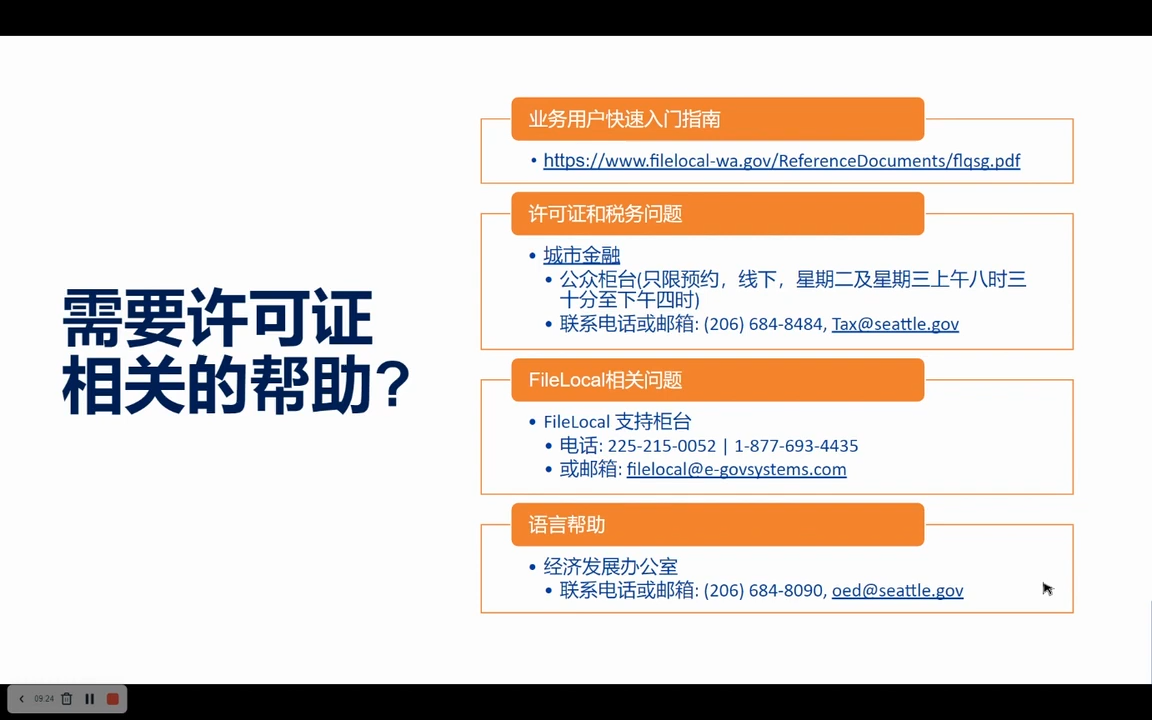 需要许可证
相关的帮助?
业务用户快速入门指南
• https://www.filelocal-wa.gov/ReferenceDocuments/flqsg.pdf
许可证和税务问题
• 城市金融
• 公众柜台(只限预约，线下，星期二及星期三上午八时三
十分至下午四时)
• 联系电话或邮箱: (206) 684-8484, Tax@seattle.gov
FileLocal相关问题
• FileLocal 支持柜台
• 电话: 225-215-0052 | 1-877-693-4435
• 或邮箱: filelocal@e-govsystems.com
语言帮助
• 经济发展办公室
• 联系电话或邮箱: (206) 684-8090, oed@seattle.gov
09:24